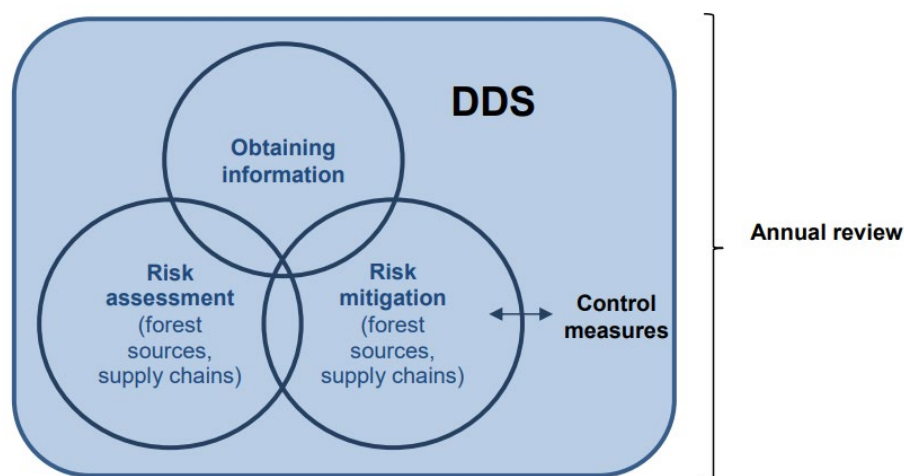 DDS
Obtaining
information
Annual review
Risk
assessment
(forest
sources,
supply chains)
Risk
mitigation
(forest
sources,
supply chains)
Control
measures